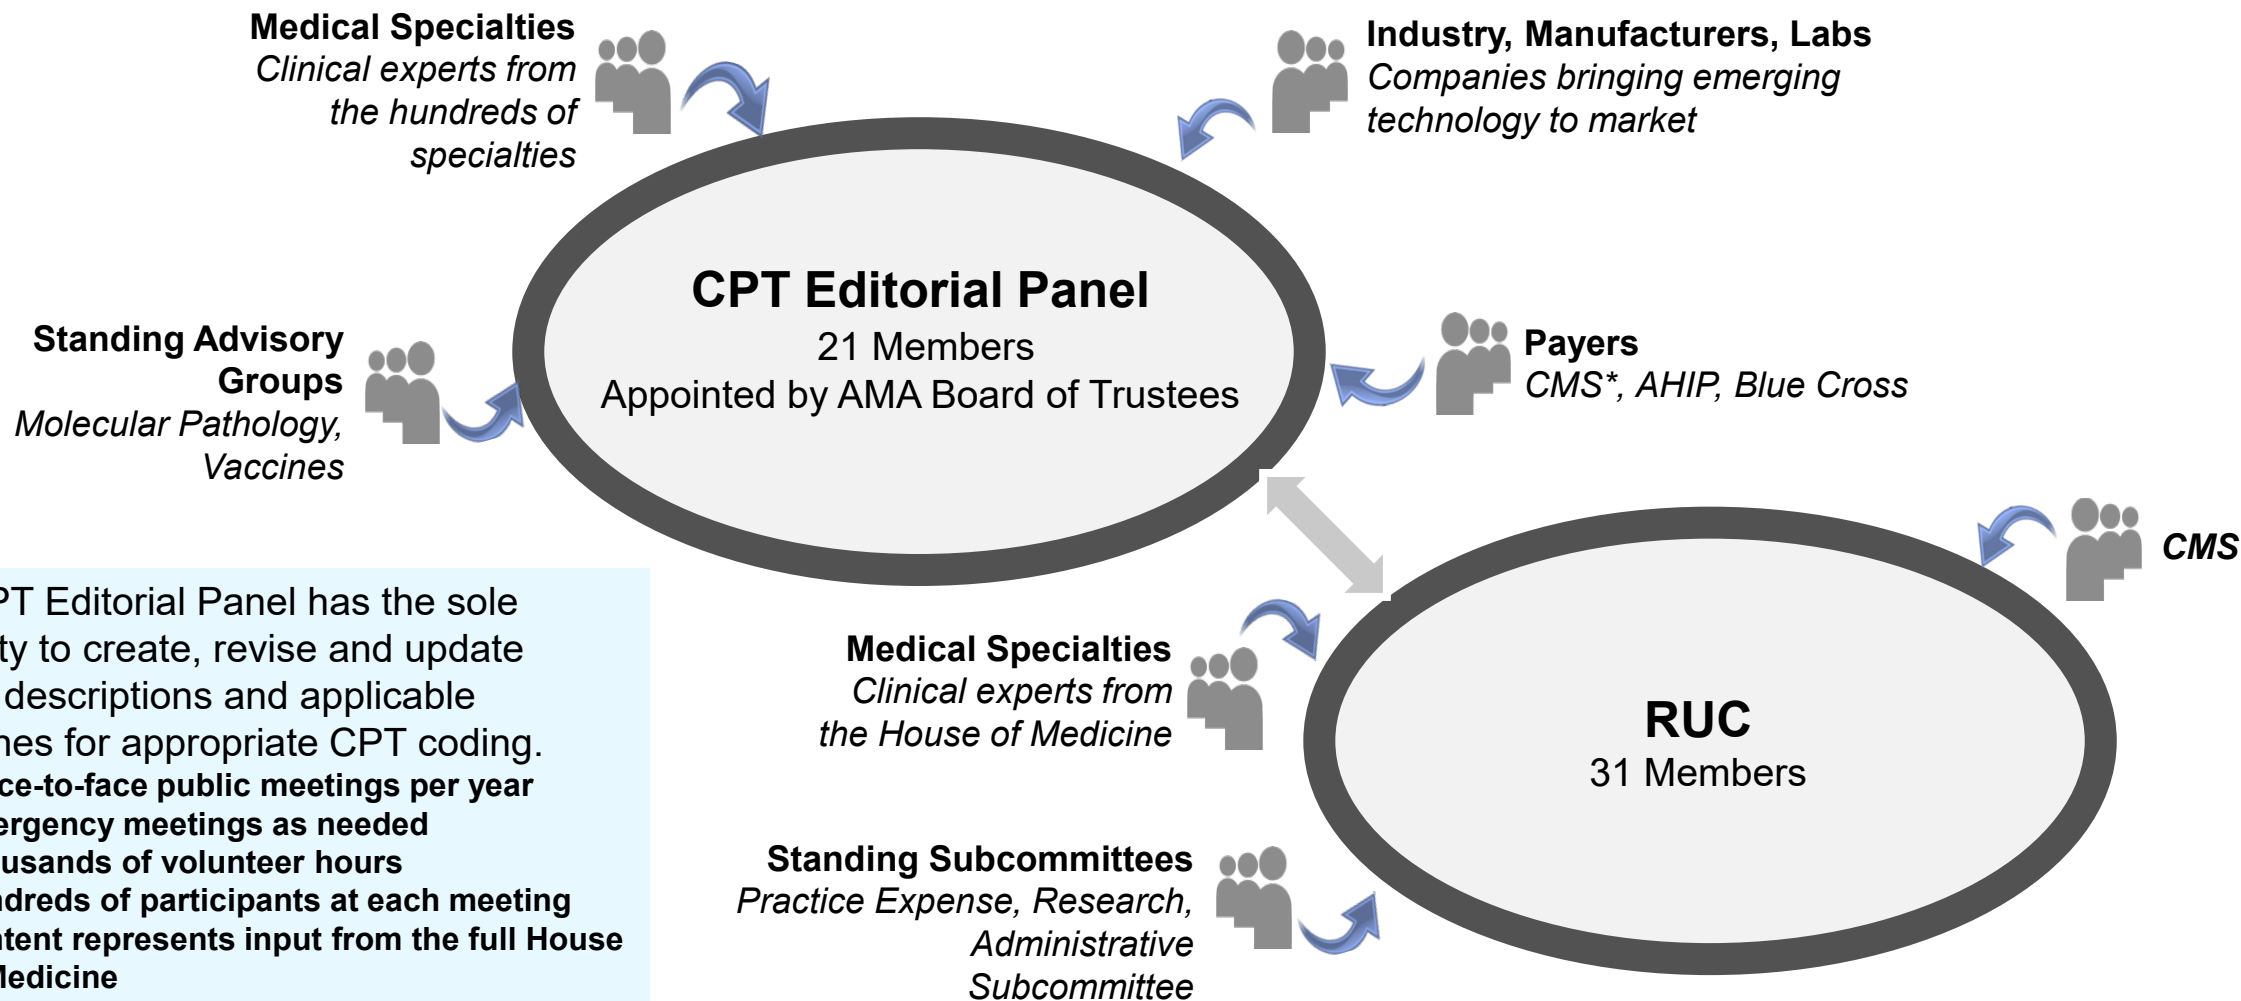 Medical Specialties
Clinical experts from
the hundreds of
specialties
Industry, Manufacturers, Labs
Companies bringing emerging
technology to market
CPT Editorial Panel
21 Members
Appointed by AMA Board of Trustees
Standing Advisory
Groups
Molecular Pathology,
Vaccines
Payers
CMS*, AHIP, Blue Cross
CMS
Medical Specialties
Clinical experts from
the House of Medicine
RUC
31 Members
Standing Subcommittees
Practice Expense, Research,
Administrative
Subcommittee
PT Editorial Panel has the sole
ty to create, revise and update
descriptions and applicable
nes for appropriate CPT coding.
ce-to-face public meetings per year
ergency meetings as needed
ousands of volunteer hours
ndreds of participants at each meeting
ntent represents input from the full House
Medicine